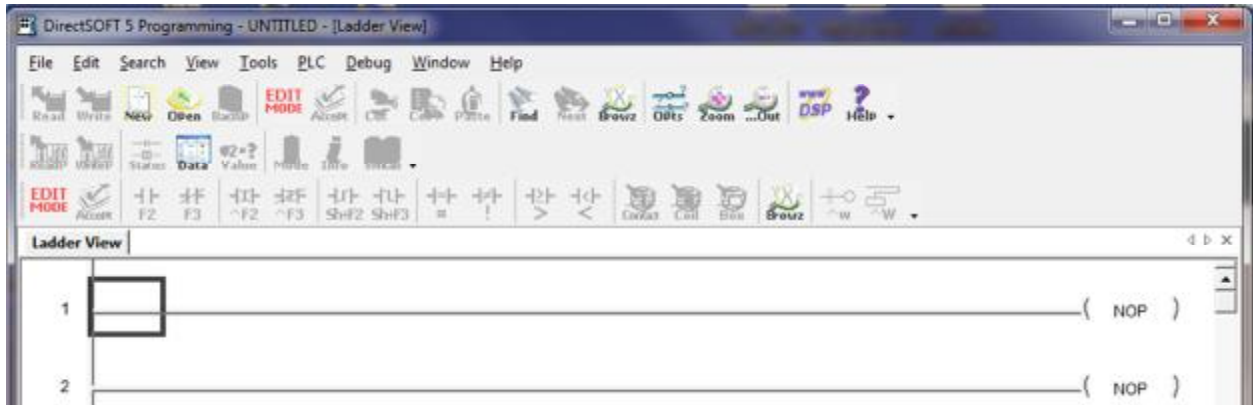 DirectSOFT 5 Programming - UNTITLED - [Ladder View]
File Edit Search View Tools PLC Debug Window Help
Read Write New Open Backup EDIT MODE Accept Cut Copy Paste Find Next Browz Opts Zoom ...Out www DSP Help
Status Data Value Mode Info
EDIT MODE Accept F2 F3 ^F2 ^F3 Sh+F2 Sh+F3 = ! > < Contact Coil Box Browz ^w ^W
Ladder View
1 ( NOP )
2 ( NOP )